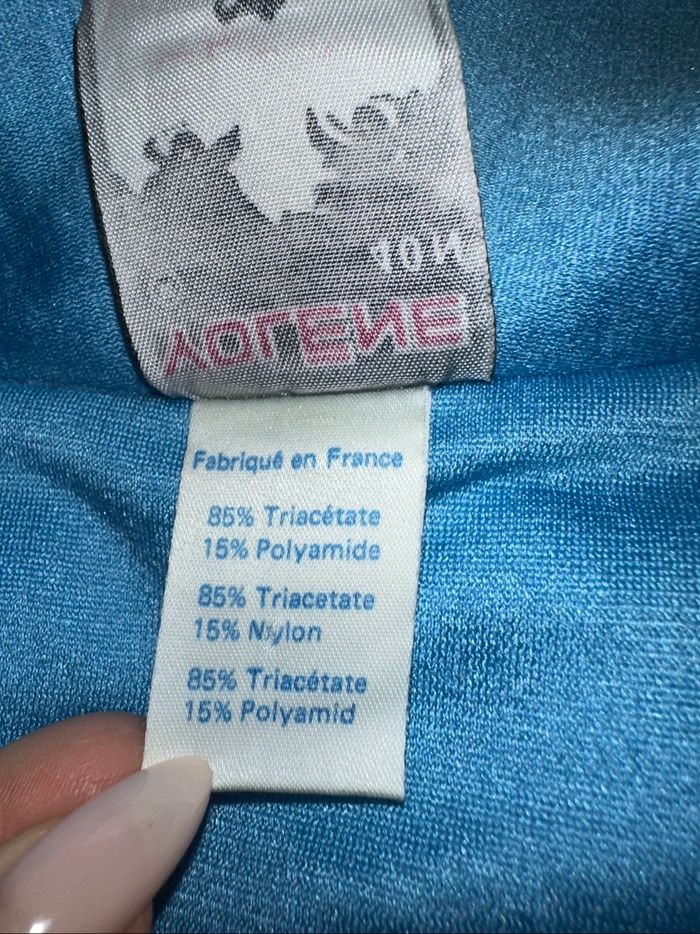 Fabriqué en France
85% Triacétate
15% Polyamide
85% Triacetate
15% Nylon
85% Triacétate
15% Polyamid